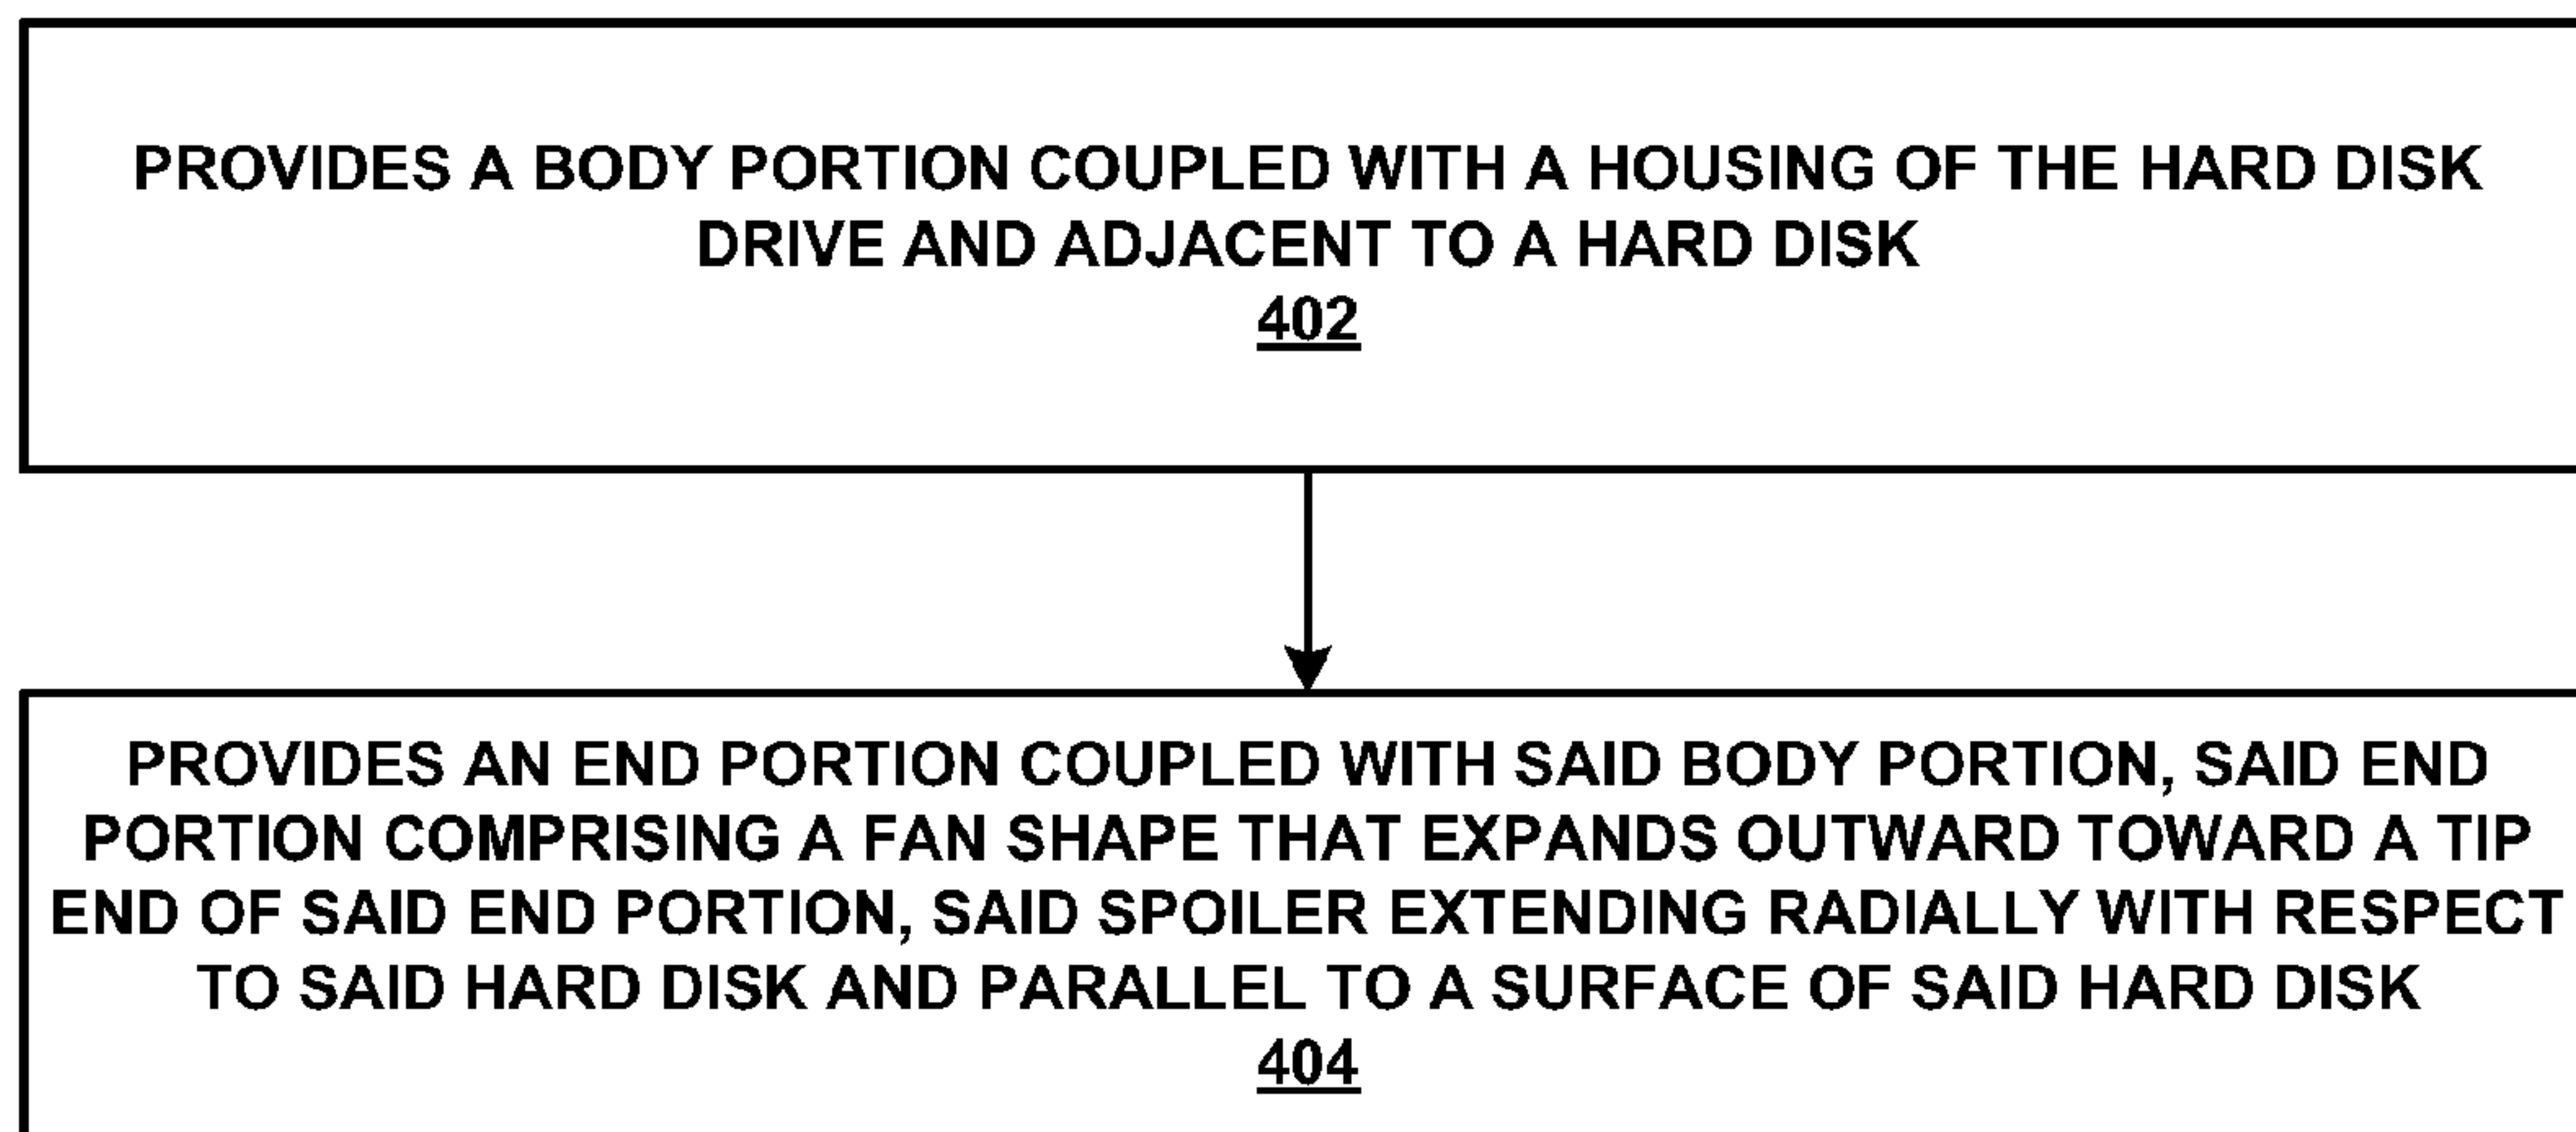 PROVIDES A BODY PORTION COUPLED WITH A HOUSING OF THE HARD DISK
DRIVE AND ADJACENT TO A HARD DISK
402
PROVIDES AN END PORTION COUPLED WITH SAID BODY PORTION, SAID END
PORTION COMPRISING A FAN SHAPE THAT EXPANDS OUTWARD TOWARD A TIP
END OF SAID END PORTION, SAID SPOILER EXTENDING RADIALLY WITH RESPECT
TO SAID HARD DISK AND PARALLEL TO A SURFACE OF SAID HARD DISK
404